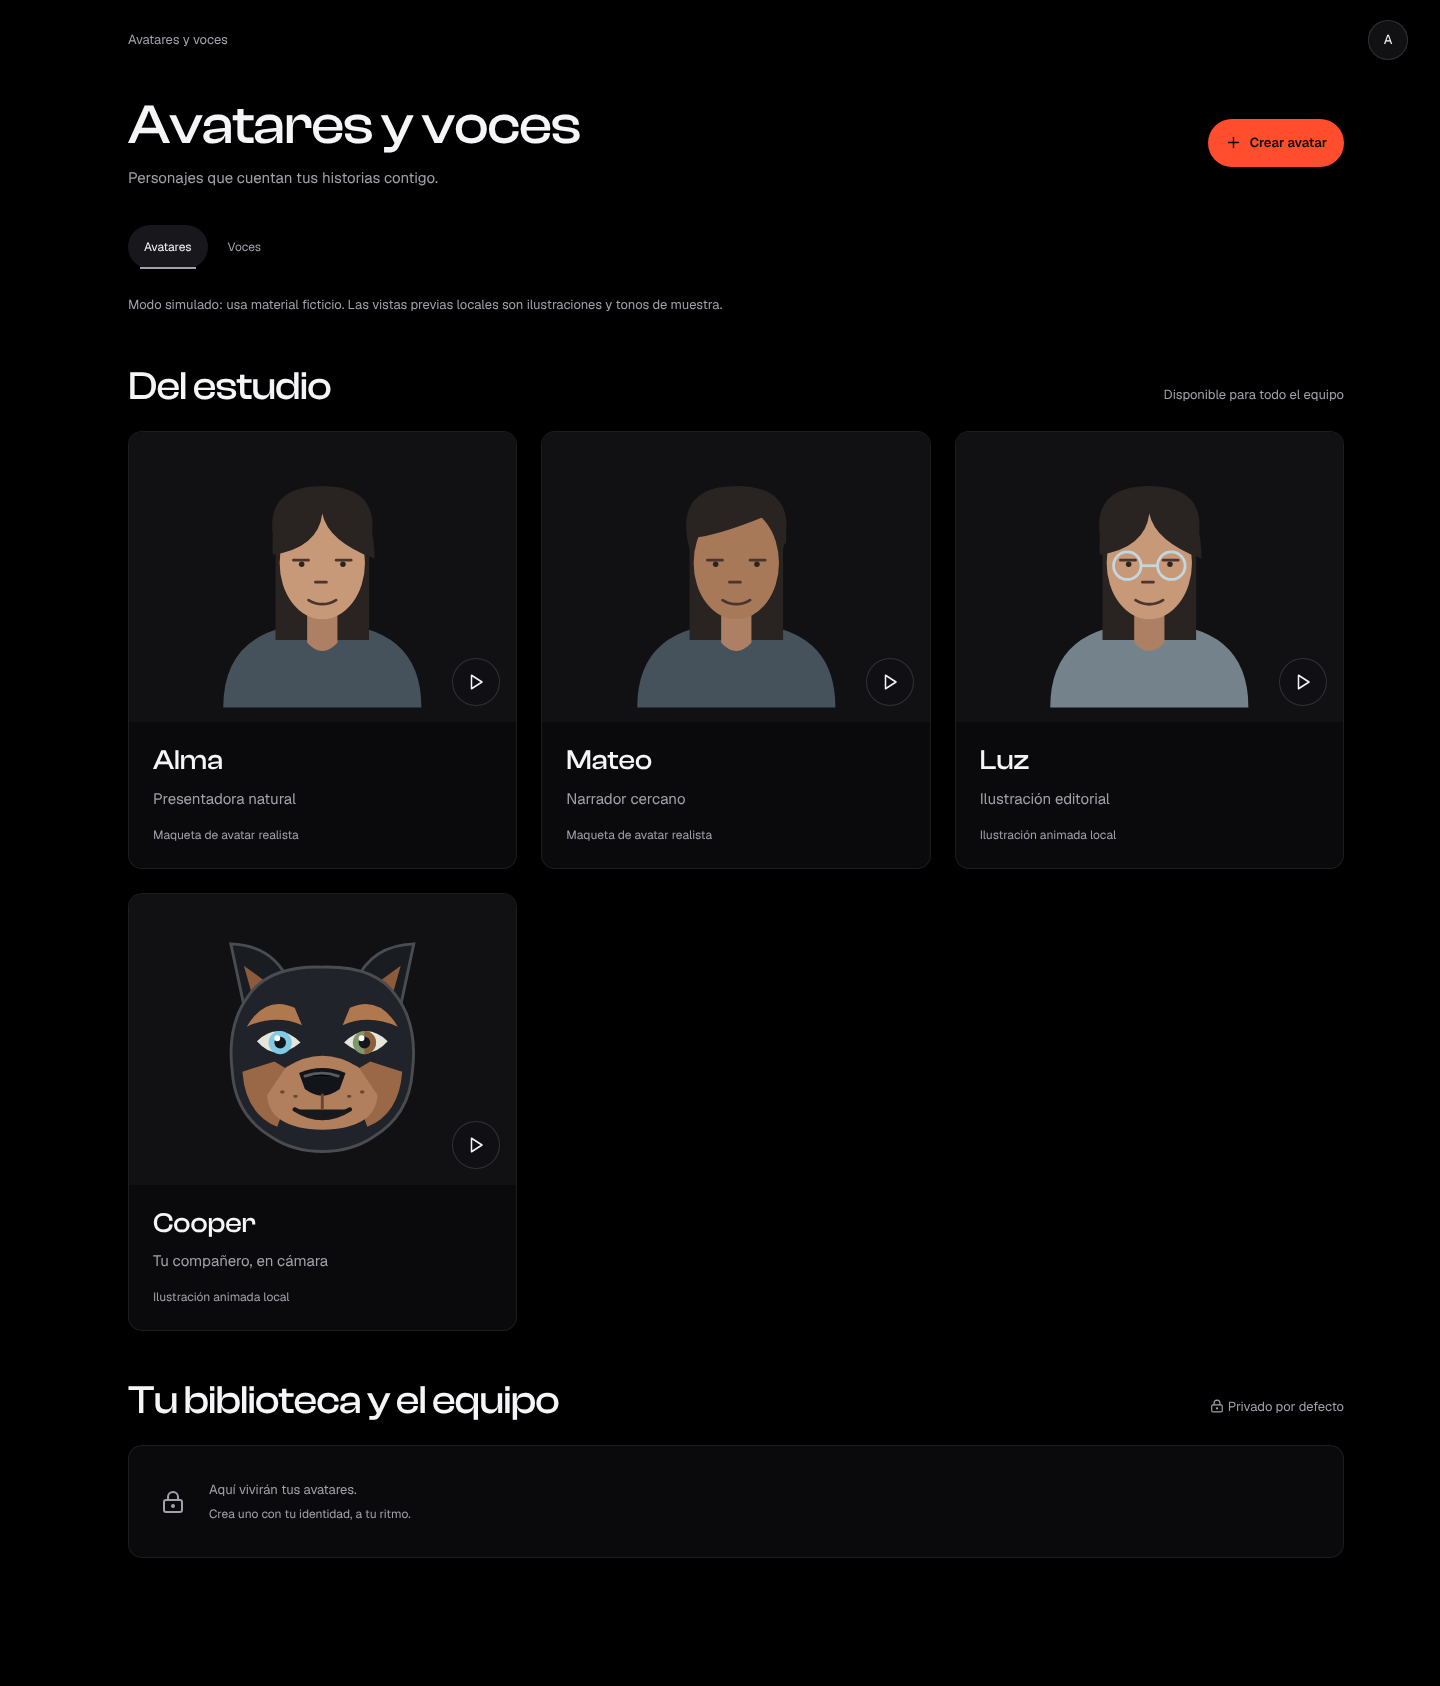 Avatares y voces
A
Avatares y voces
Crear avatar
Personajes que cuentan tus historias contigo.
Avatares
Voces
Modo simulado: usa material ficticio. Las vistas previas locales son ilustraciones y tonos de muestra.
Del estudio
Disponible para todo el equipo
Alma
Presentadora natural
Maqueta de avatar realista
Mateo
Narrador cercano
Maqueta de avatar realista
Luz
Ilustración editorial
Ilustración animada local
Cooper
Tu compañero, en cámara
Ilustración animada local
Tu biblioteca y el equipo
Privado por defecto
Aquí vivirán tus avatares.
Crea uno con tu identidad, a tu ritmo.